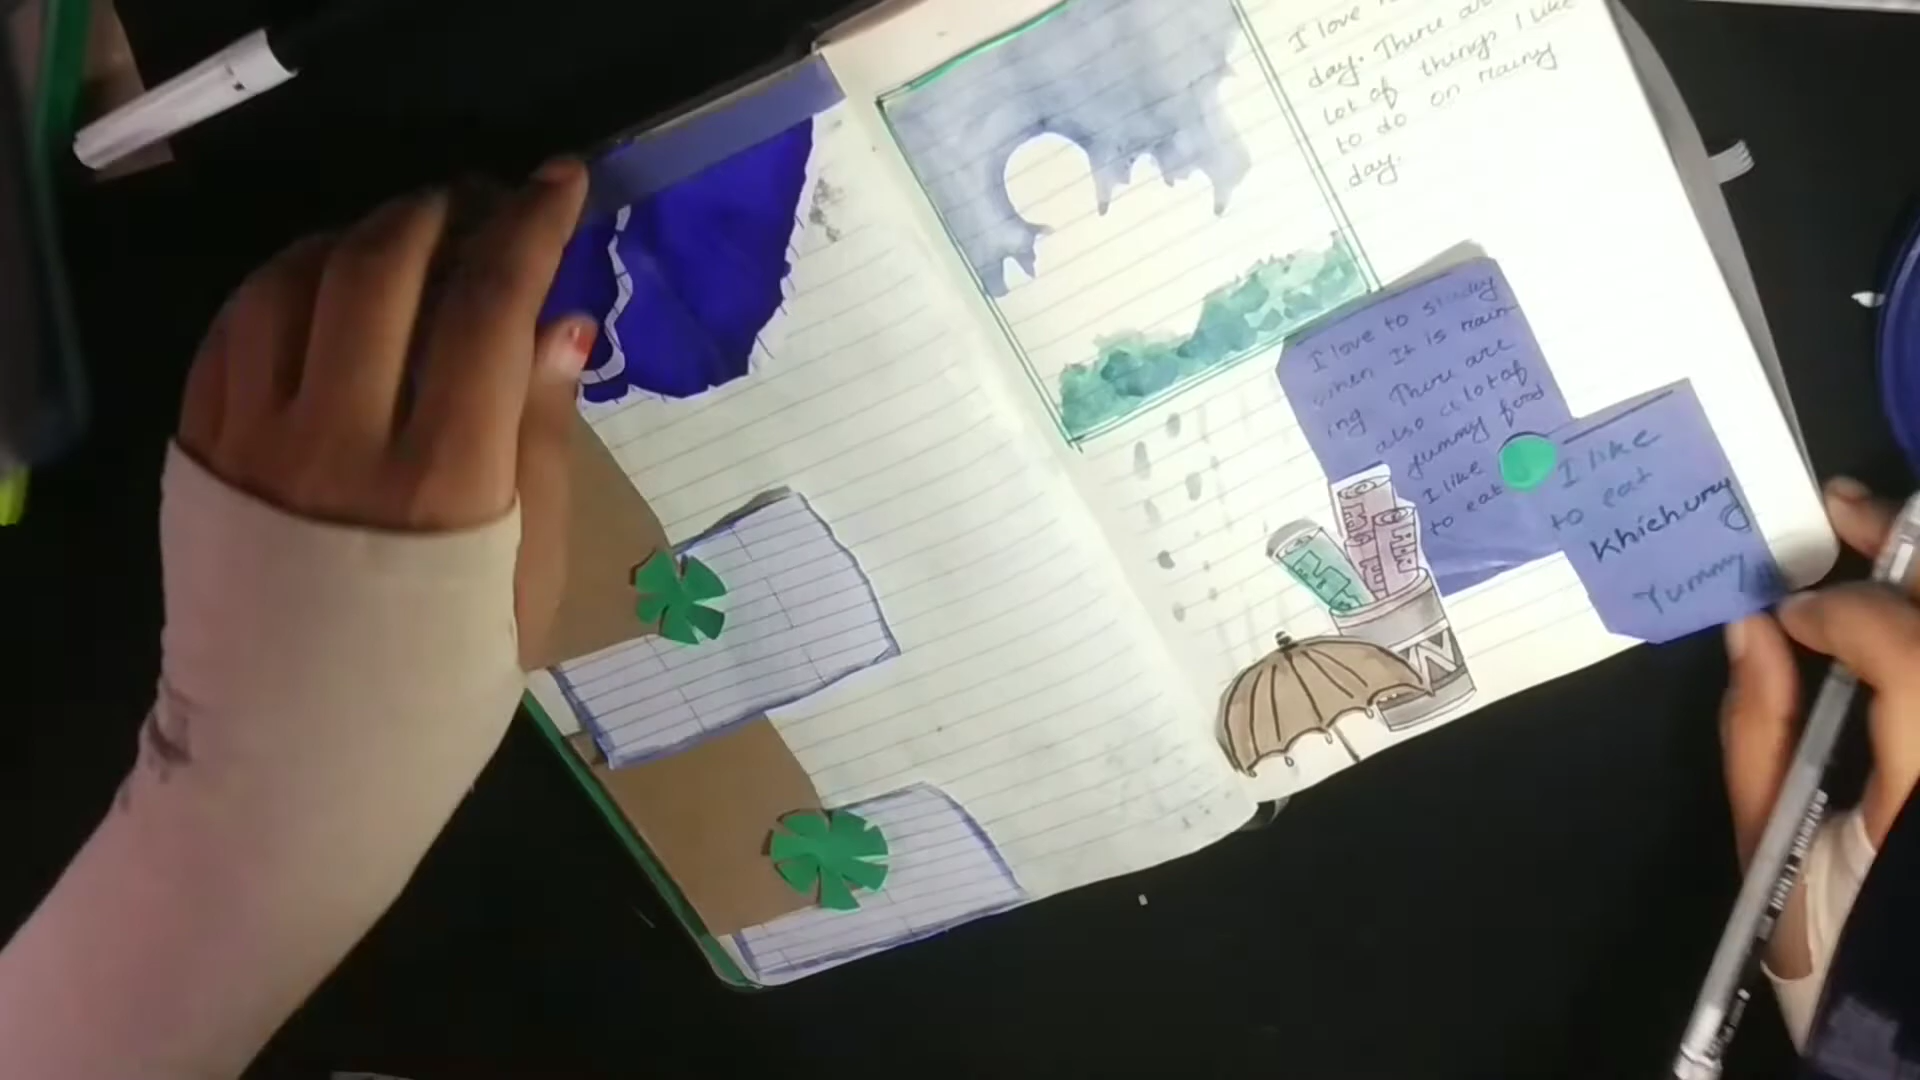 I love
day. There are
lot of things I like
to do on rainy
day.
I love to study
when It is rain-
ing There are
also a lot of
yummy food
I like
to eat
I like
to eat
Khichury
Yummy